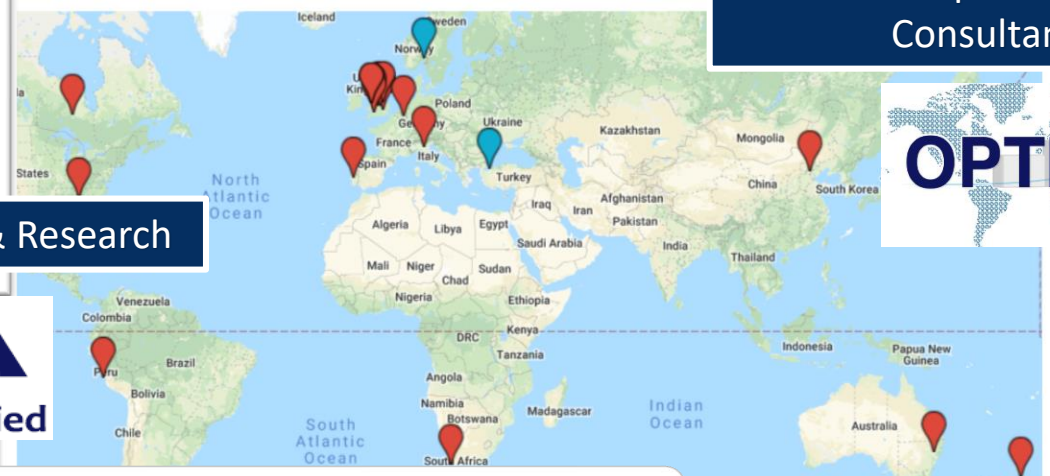 Consultan
OPT
& Research
ied
Iceland
Sweden
Norway
Poland
Ukraine
France
Italy
Spain
Turkey
Kazakhstan
Mongolia
China
South Korea
States
North
Atlantic
Ocean
Algeria
Libya
Egypt
Iraq
Iran
Afghanistan
Pakistan
Saudi Arabia
India
Thailand
Mali
Niger
Chad
Sudan
Nigeria
Ethiopia
Venezuela
Colombia
DRC
Kenya
Tanzania
Indonesia
Papua New
Guinea
Peru
Brazil
Bolivia
Angola
Namibia
Botswana
Madagascar
Chile
South
Atlantic
Ocean
South Africa
Indian
Ocean
Australia